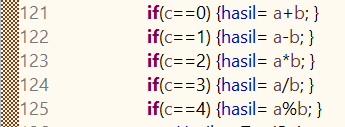 121 if(c==0) {hasil= a+b; }
122 if(c==1) {hasil= a-b; }
123 if(c==2) {hasil= a*b; }
124 if(c==3) {hasil= a/b; }
125 if(c==4) {hasil= a%b; }